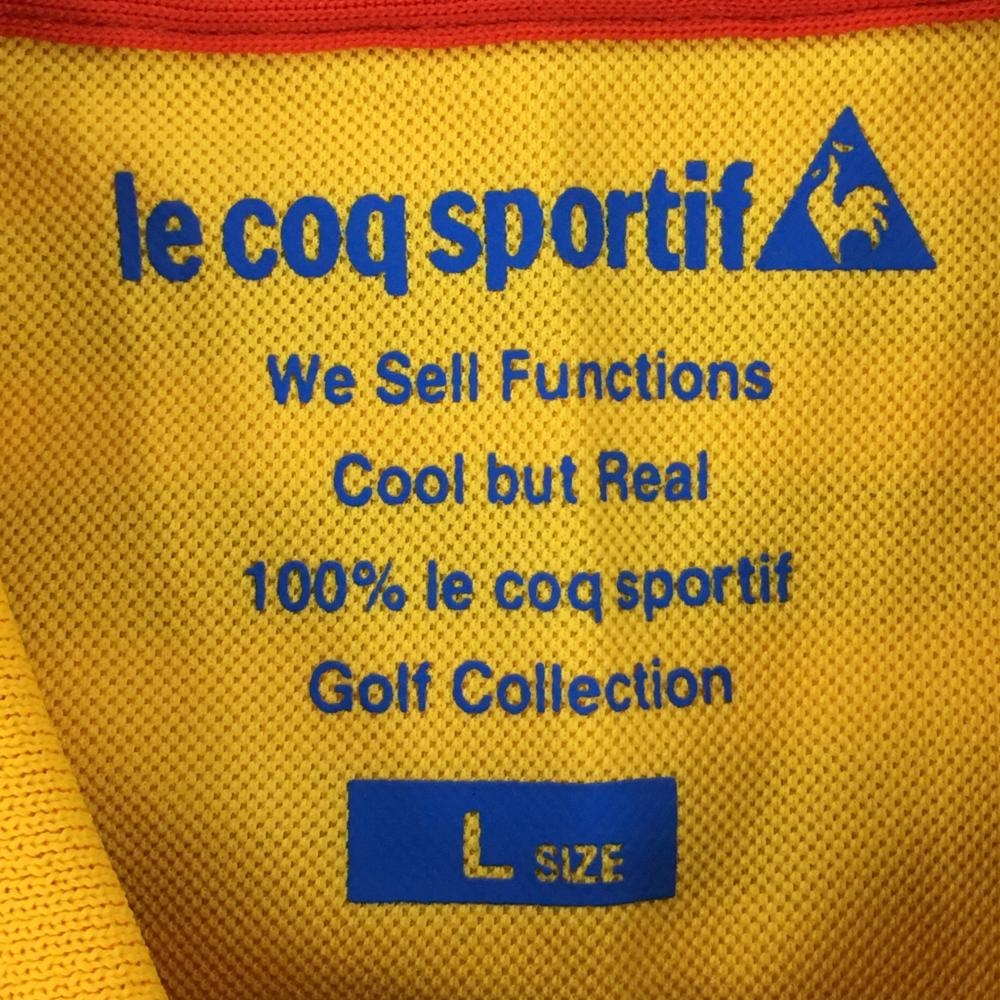 le coq sportif
We Sell Functions
Cool but Real
100% le coq sportif
Golf Collection
L SIZE